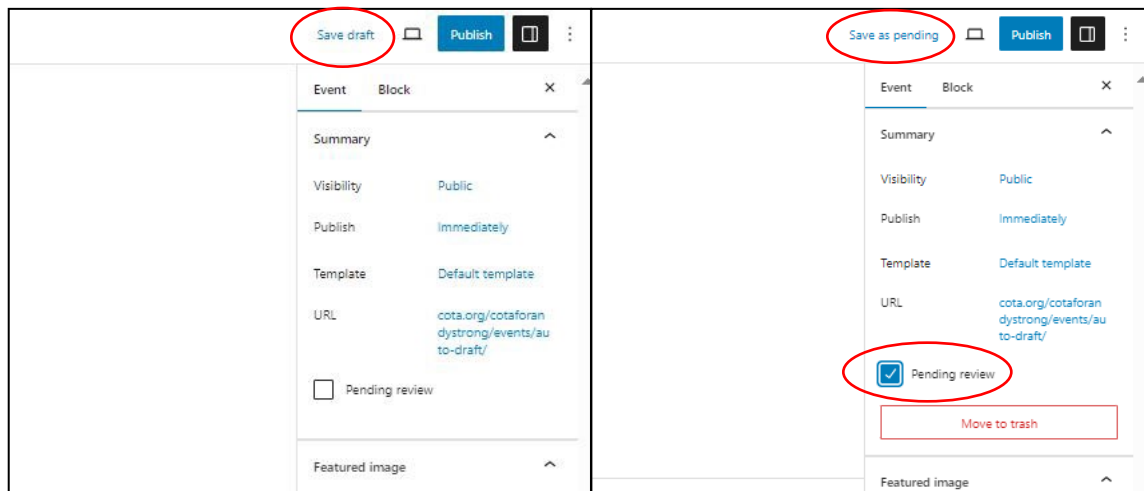 Save draft
Publish
Event Block
Summary
Visibility Public
Publish Immediately
Template Default template
URL cota.org/cotaforan
dystrong/events/au
to-draft/
Pending review
Featured image
Save as pending
Publish
Event Block
Summary
Visibility Public
Publish Immediately
Template Default template
URL cota.org/cotaforan
dystrong/events/au
to-draft/
Pending review
Move to trash
Featured image